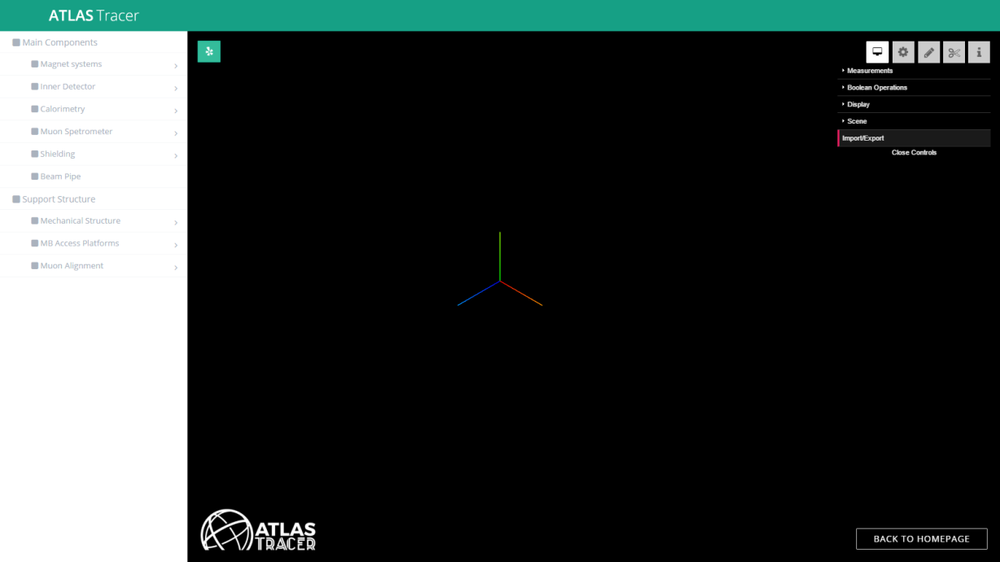 ATLAS Tracer
Main Components
Magnet systems
Inner Detector
Calorimetry
Muon Spetrometer
Shielding
Beam Pipe
Support Structure
Mechanical Structure
MB Access Platforms
Muon Alignment
Measurements
Boolean Operations
Display
Scene
Import/Export
Close Controls
ATLAS
TRACER
BACK TO HOMEPAGE